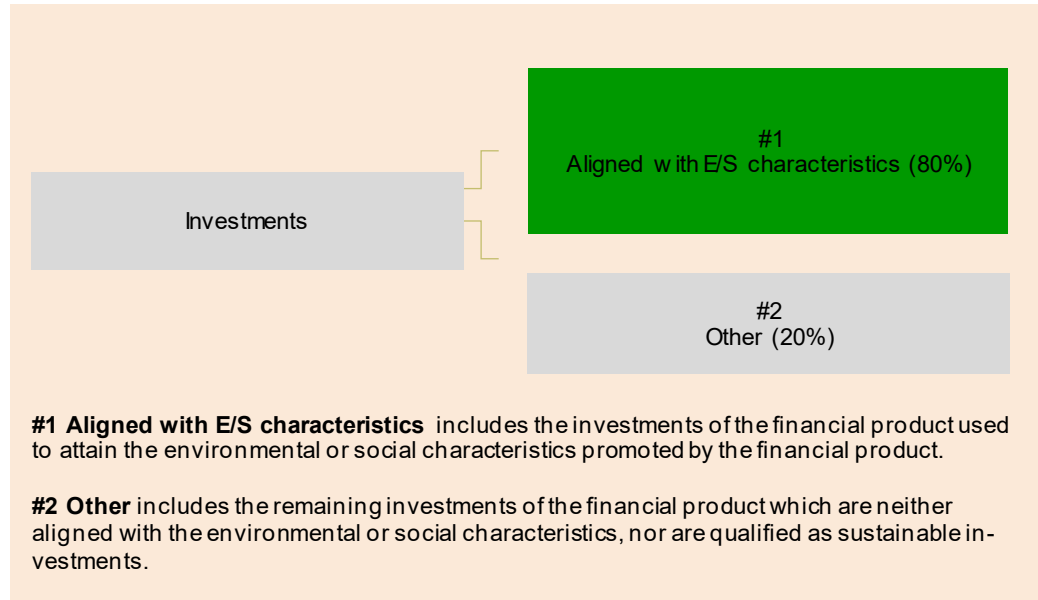 #1
Aligned with E/S characteristics (80%)
Investments
#2
Other (20%)
#1 Aligned with E/S characteristics includes the investments of the financial product used
to attain the environmental or social characteristics promoted by the financial product.
#2 Other includes the remaining investments of the financial product which are neither
aligned with the environmental or social characteristics, nor are qualified as sustainable in-
vestments.